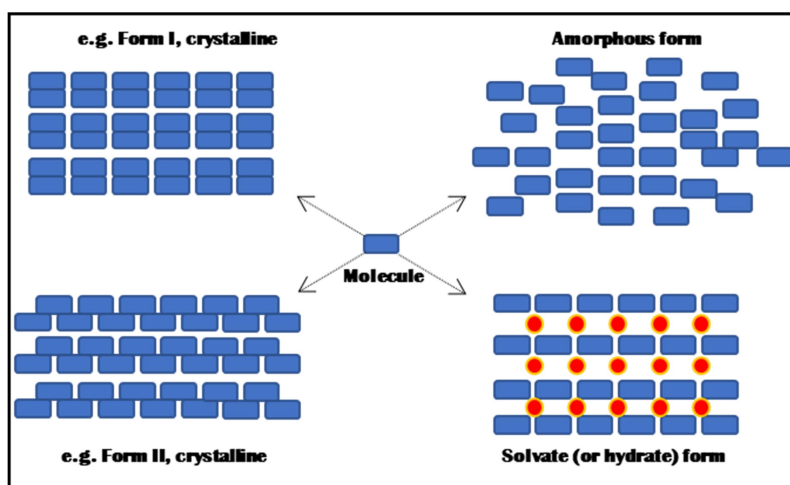 e.g. Form I, crystalline
Amorphous form
Molecule
e.g. Form II, crystalline
Solvate (or hydrate) form